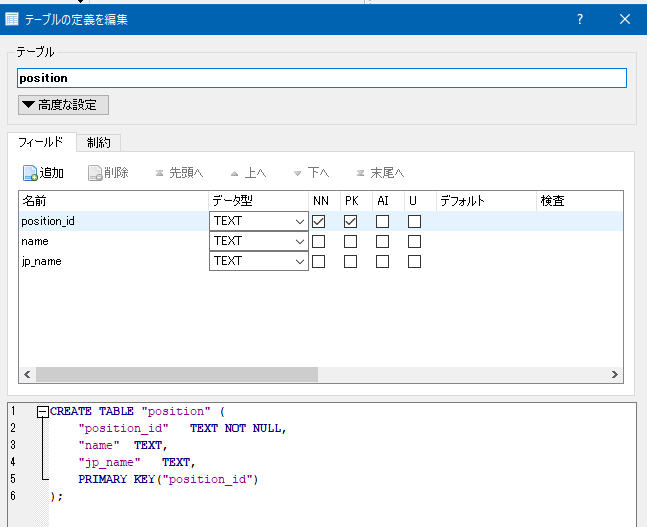 テーブルの定義を編集 ?
テーブル
position
高度な設定
フィールド 制約
追加 削除 先頭へ 上へ 下へ 末尾へ
名前 データ型 NN PK AI U デフォルト 検査
position_id TEXT
name TEXT
jp_name TEXT
1 CREATE TABLE "position" (
2 "position_id" TEXT NOT NULL,
3 "name" TEXT,
4 "jp_name" TEXT,
5 PRIMARY KEY("position_id")
6 );